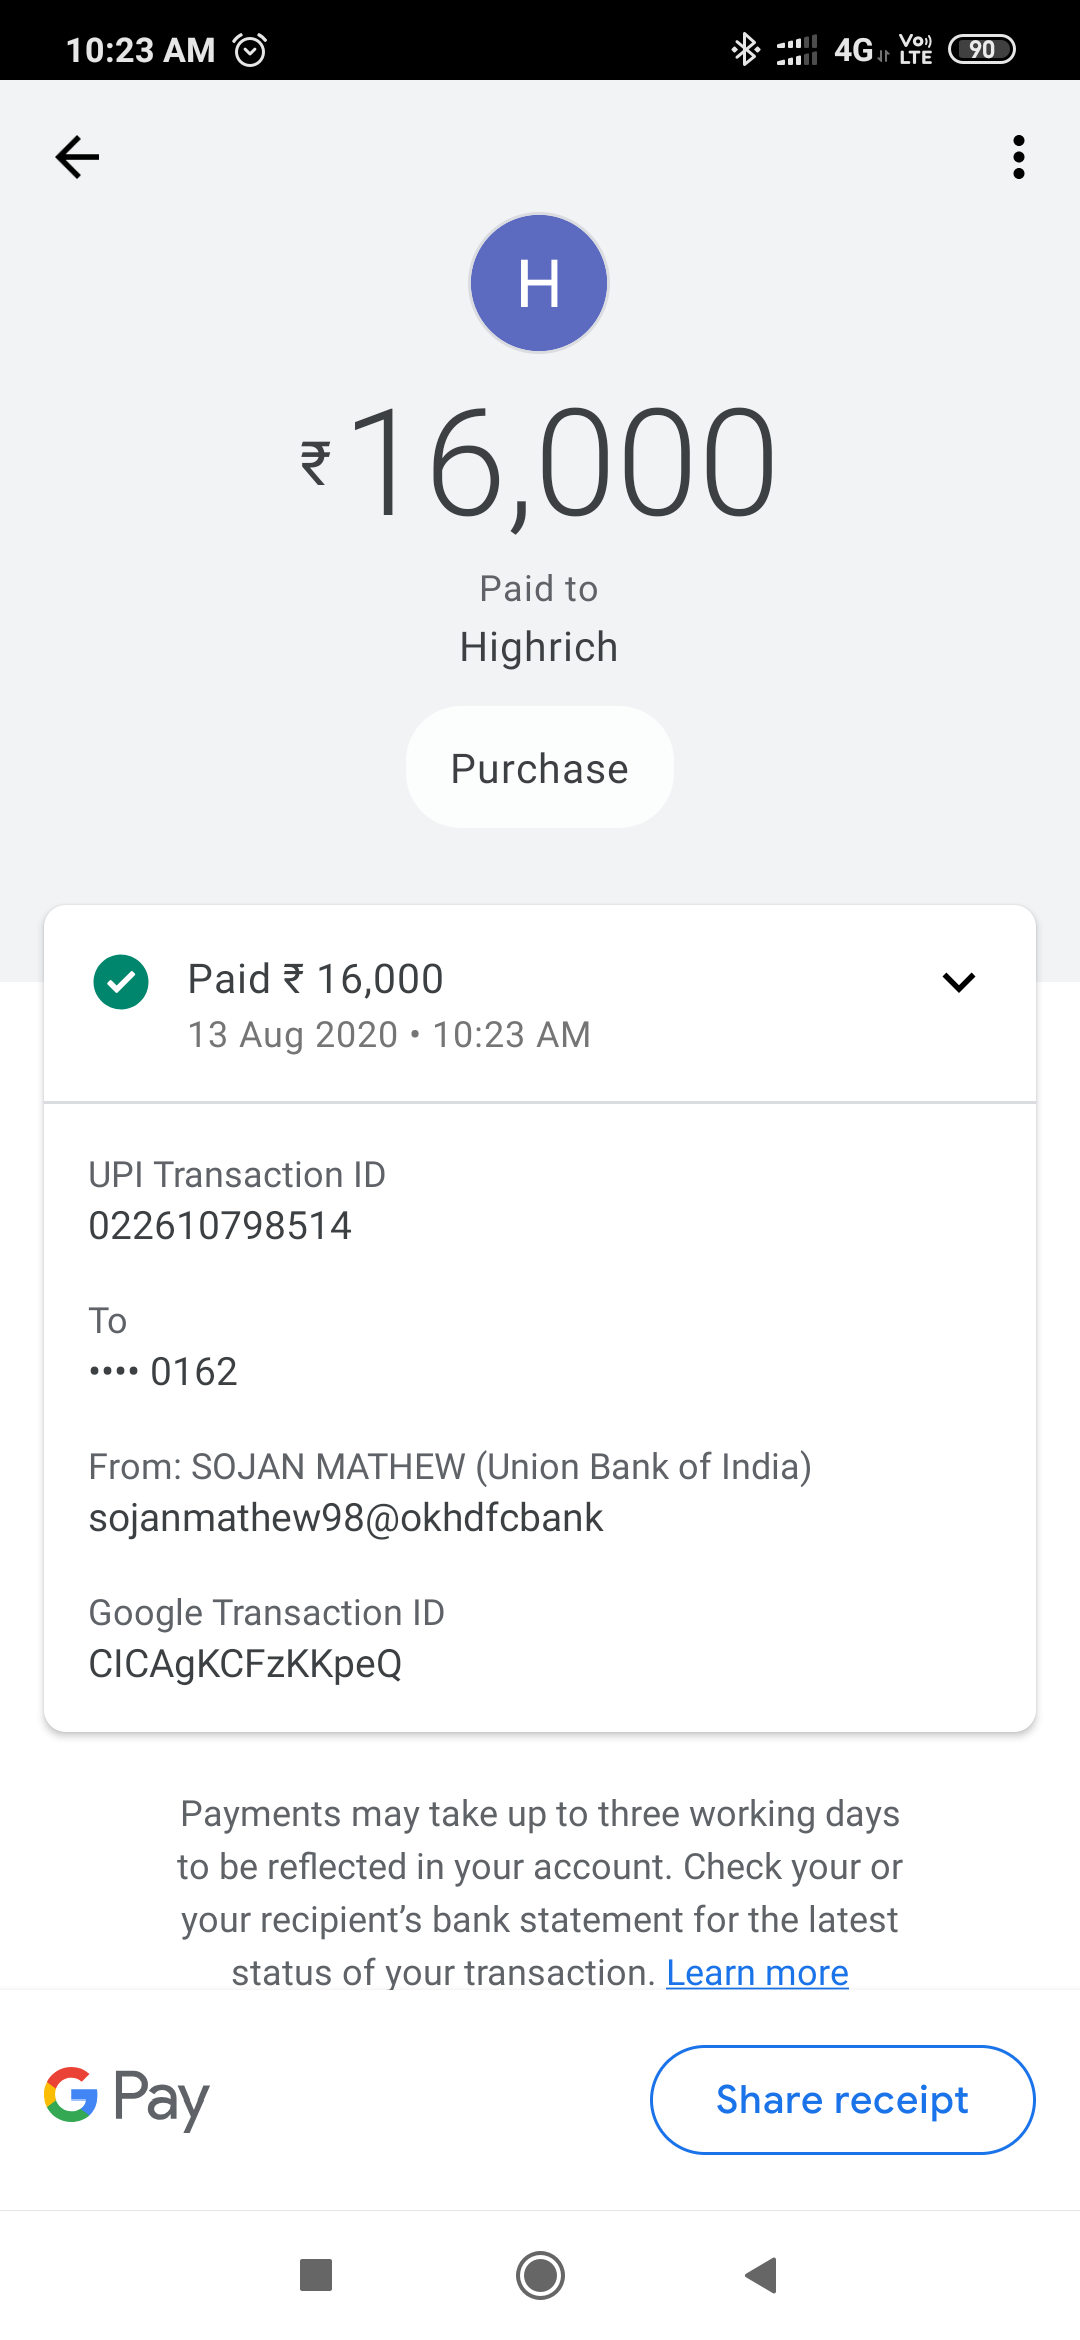 10:23 AM 4G Vo) LTE 90
H
₹16,000
Paid to
Highrich
Purchase
Paid ₹ 16,000
13 Aug 2020 • 10:23 AM
UPI Transaction ID
022610798514
To
•••• 0162
From: SOJAN MATHEW (Union Bank of India)
sojanmathew98@okhdfcbank
Google Transaction ID
CICAgKCFzKKpeQ
Payments may take up to three working days
to be reflected in your account. Check your or
your recipient’s bank statement for the latest
status of your transaction. Learn more
G Pay
Share receipt